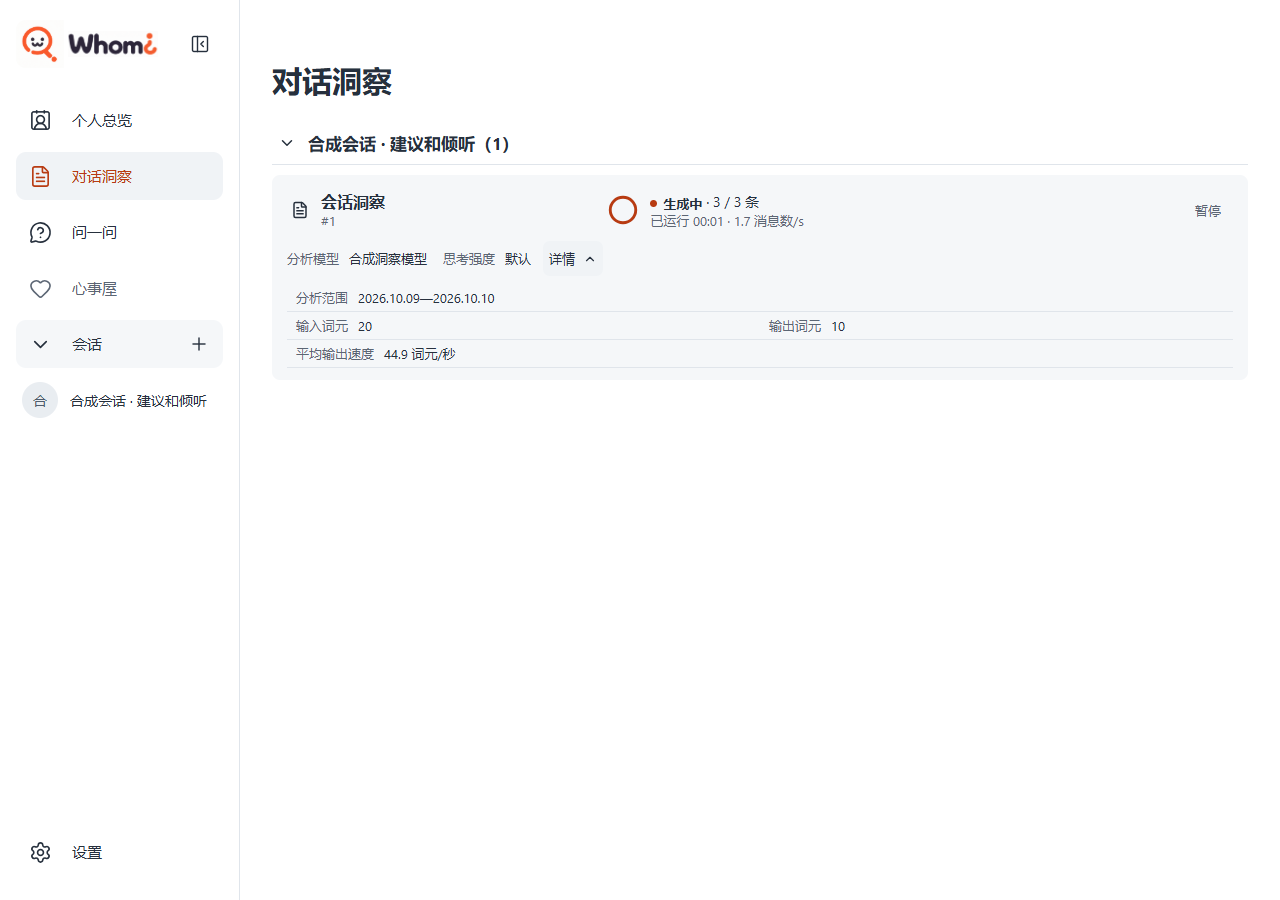 Whomi
个人总览
对话洞察
问一问
心事屋
会话
合 合成会话 · 建议和倾听
设置
对话洞察
合成会话 · 建议和倾听（1）
会话洞察
#1
生成中 · 3 / 3 条
已运行 00:01 · 1.7 消息数/s
暂停
分析模型 合成洞察模型 思考强度 默认 详情
分析范围 2026.10.09—2026.10.10
输入词元 20 输出词元 10
平均输出速度 44.9 词元/秒